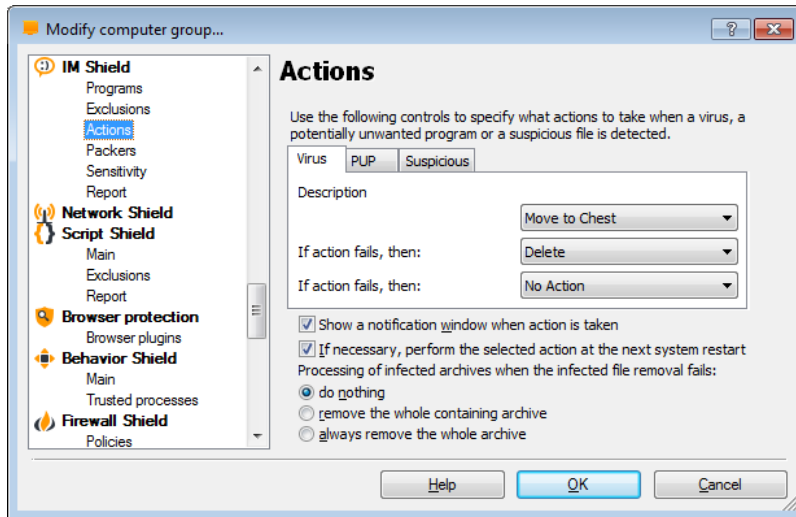 Modify computer group...
IM Shield
Programs
Exclusions
Actions
Packers
Sensitivity
Report
Network Shield
Script Shield
Main
Exclusions
Report
Browser protection
Browser plugins
Behavior Shield
Main
Trusted processes
Firewall Shield
Policies
Actions
Use the following controls to specify what actions to take when a virus, a
potentially unwanted program or a suspicious file is detected.
Virus PUP Suspicious
Description
Move to Chest
If action fails, then: Delete
If action fails, then: No Action
Show a notification window when action is taken
If necessary, perform the selected action at the next system restart
Processing of infected archives when the infected file removal fails:
do nothing
remove the whole containing archive
always remove the whole archive
Help OK Cancel